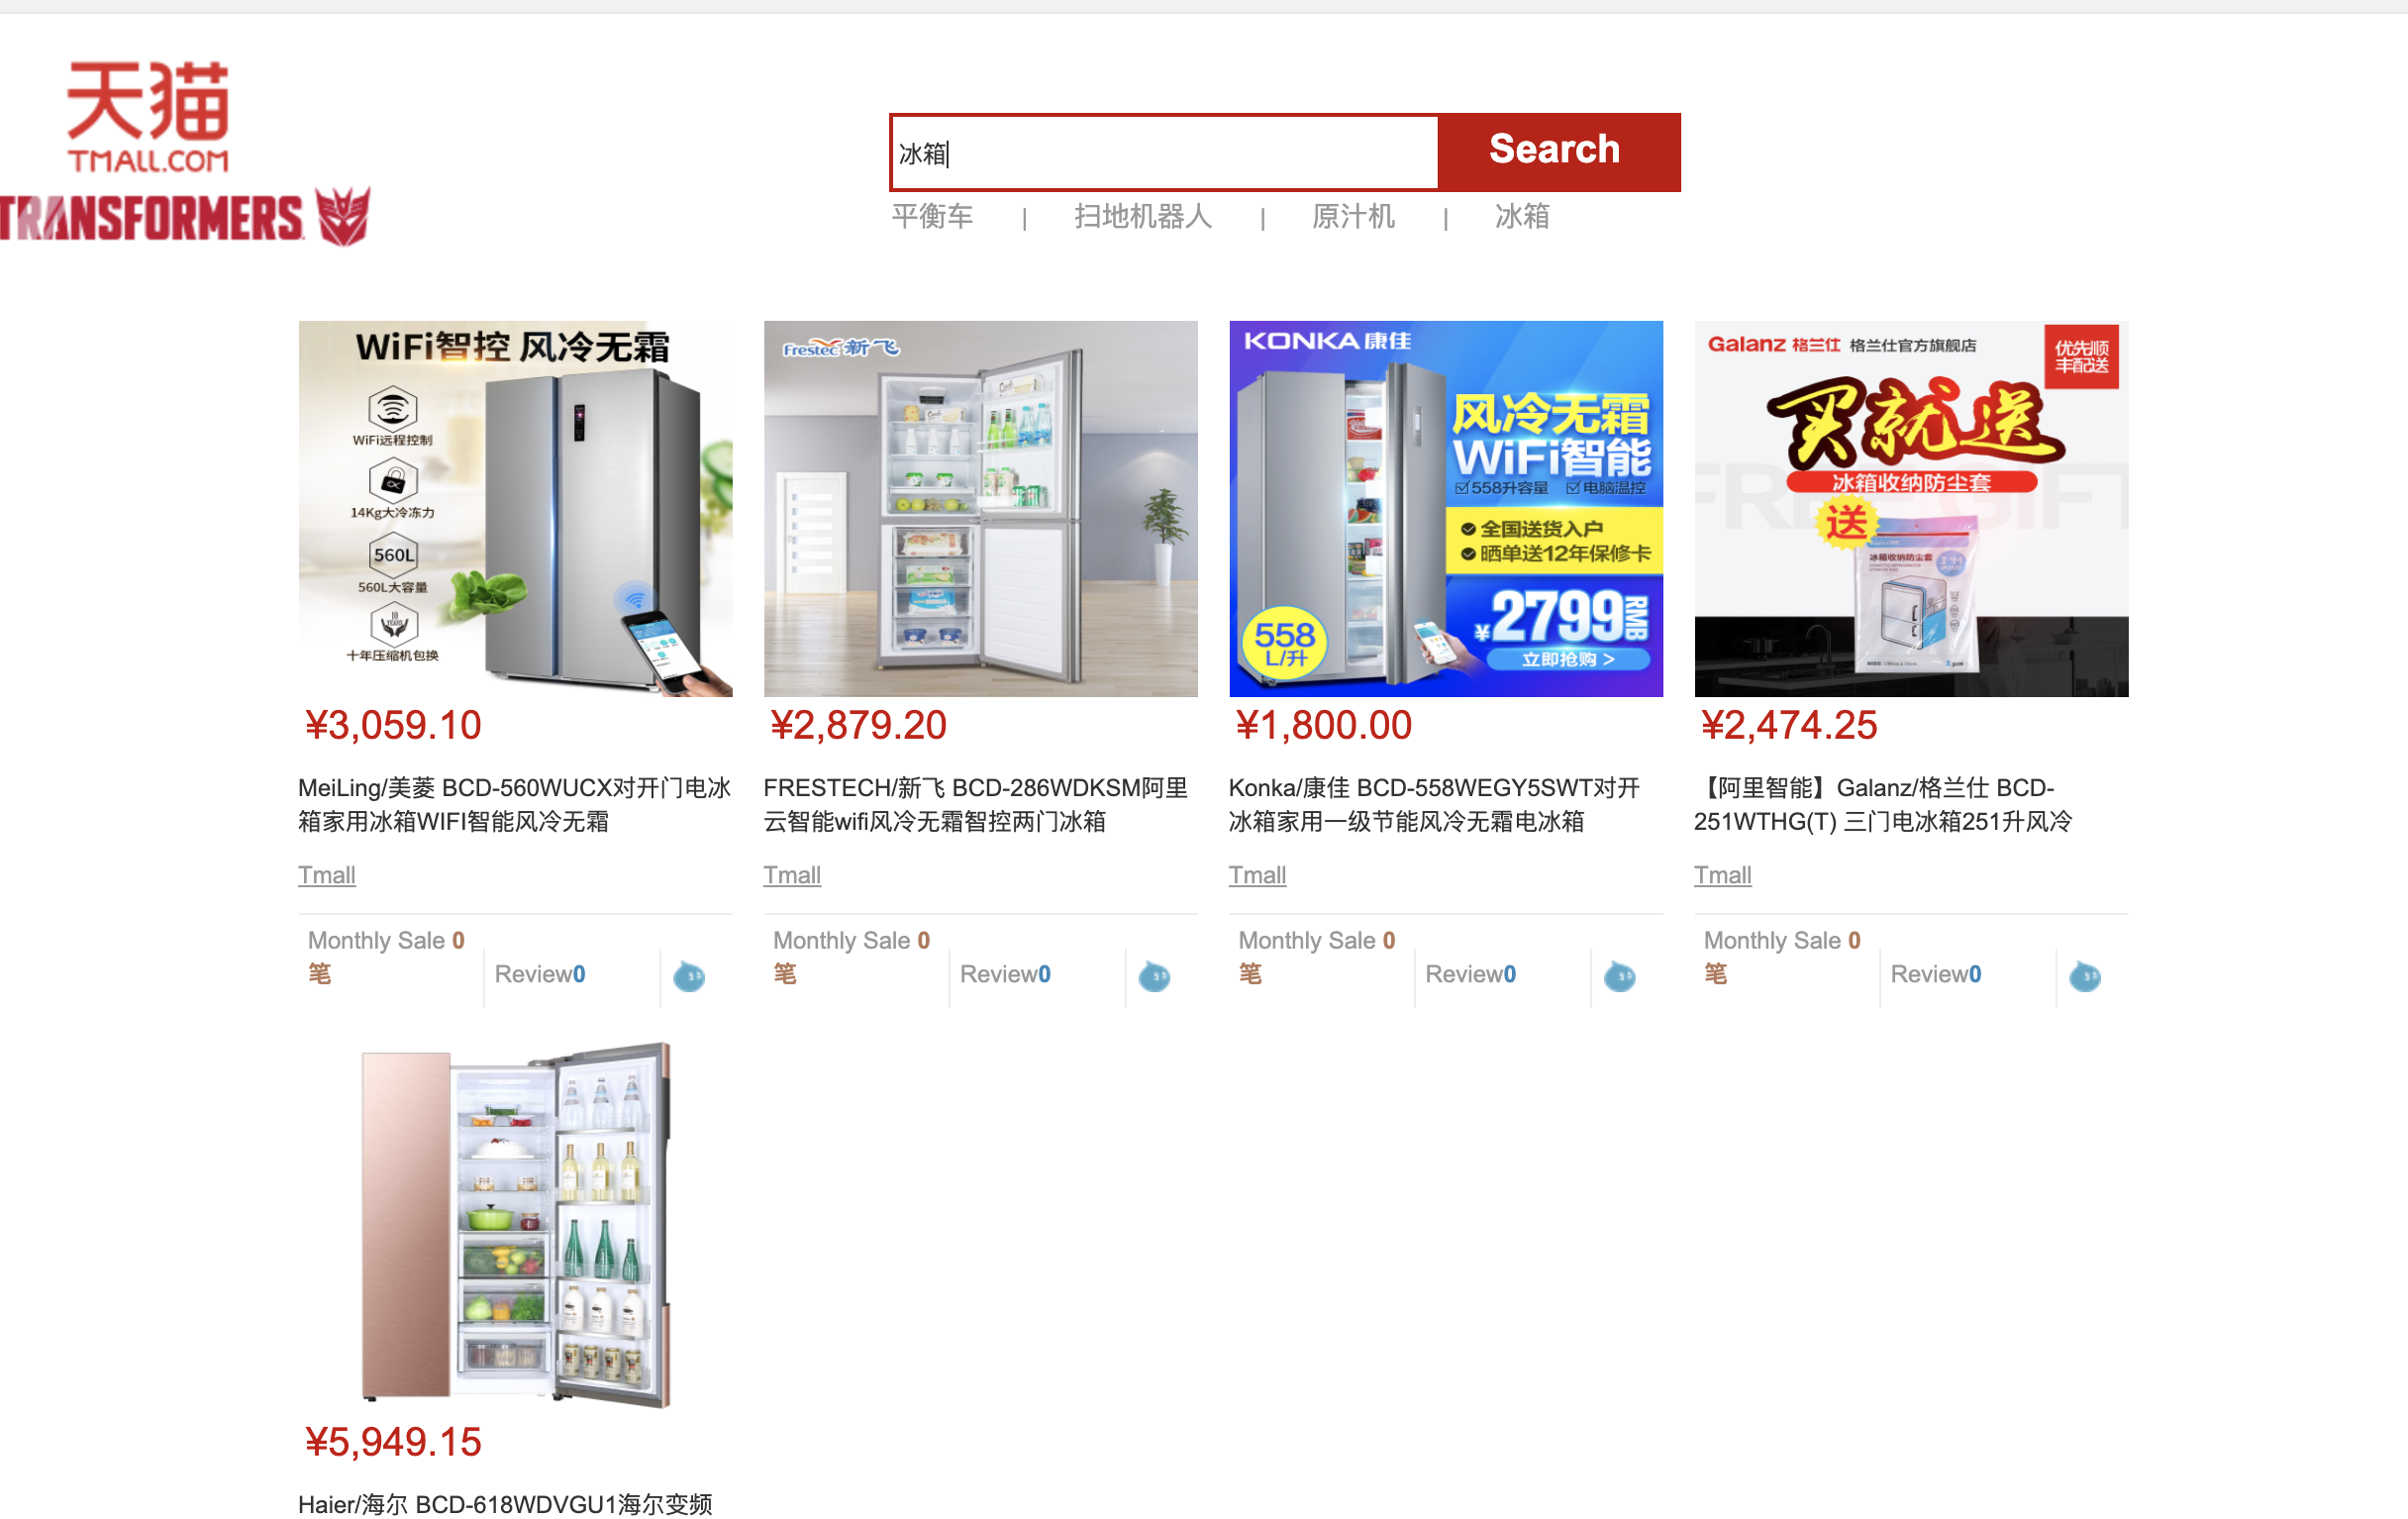 天猫
TMALL.COM
TRANSFORMERS
冰箱
Search
平衡车 | 扫地机器人 | 原汁机 | 冰箱
WiFi智控 风冷无霜
WiFi远程控制
14Kg大冷冻力
560L
560L大容量
10 YEARS
十年压缩机包换
Frestec 新飞
KONKA 康佳
风冷无霜
WiFi智能
558升容量 电脑温控
全国送货入户
晒单送12年保修卡
¥2799RMB
立即抢购 >
558
L/升
Galanz 格兰仕 格兰仕官方旗舰店
优先顺
丰配送
买就送
冰箱收纳防尘套
送
FREE GIFT
冰箱收纳防尘套
¥3,059.10
¥2,879.20
¥1,800.00
¥2,474.25
MeiLing/美菱 BCD-560WUCX对开门电冰
箱家用冰箱WIFI智能风冷无霜
FRESTECH/新飞 BCD-286WDKSM阿里
云智能wifi风冷无霜智控两门冰箱
Konka/康佳 BCD-558WEGY5SWT对开
冰箱家用一级节能风冷无霜电冰箱
【阿里智能】Galanz/格兰仕 BCD-
251WTHG(T) 三门电冰箱251升风冷
Tmall
Tmall
Tmall
Tmall
Monthly Sale 0
笔
Review0
Monthly Sale 0
笔
Review0
Monthly Sale 0
笔
Review0
Monthly Sale 0
笔
Review0
¥5,949.15
Haier/海尔 BCD-618WDVGU1海尔变频